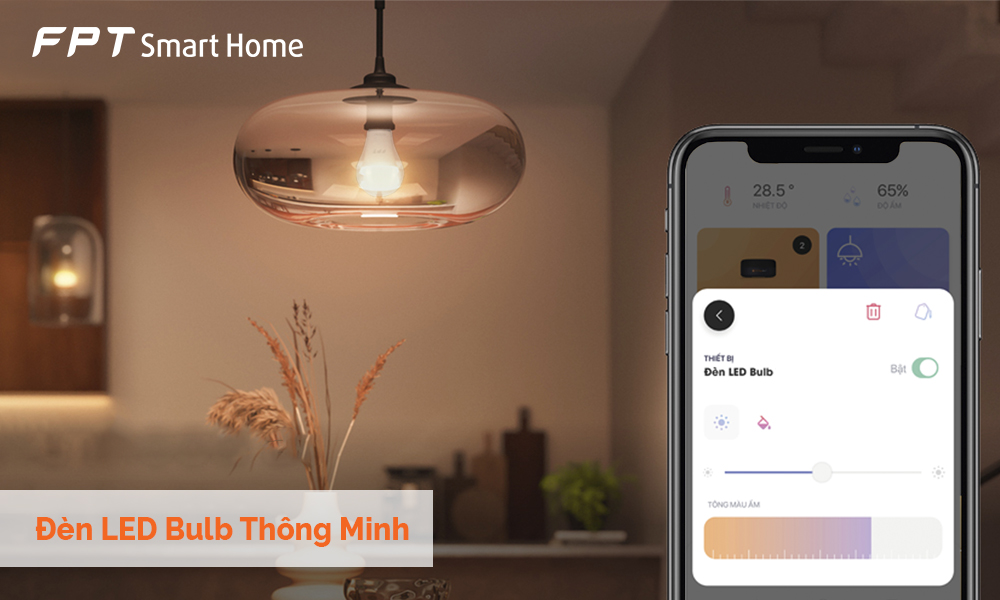 FPT Smart Home
28.5°
NHIỆT ĐỘ
65%
ĐỘ ẨM
2
THIẾT BỊ
Đèn LED Bulb
Bật
TÔNG MÀU ẤM
Đèn LED Bulb Thông Minh